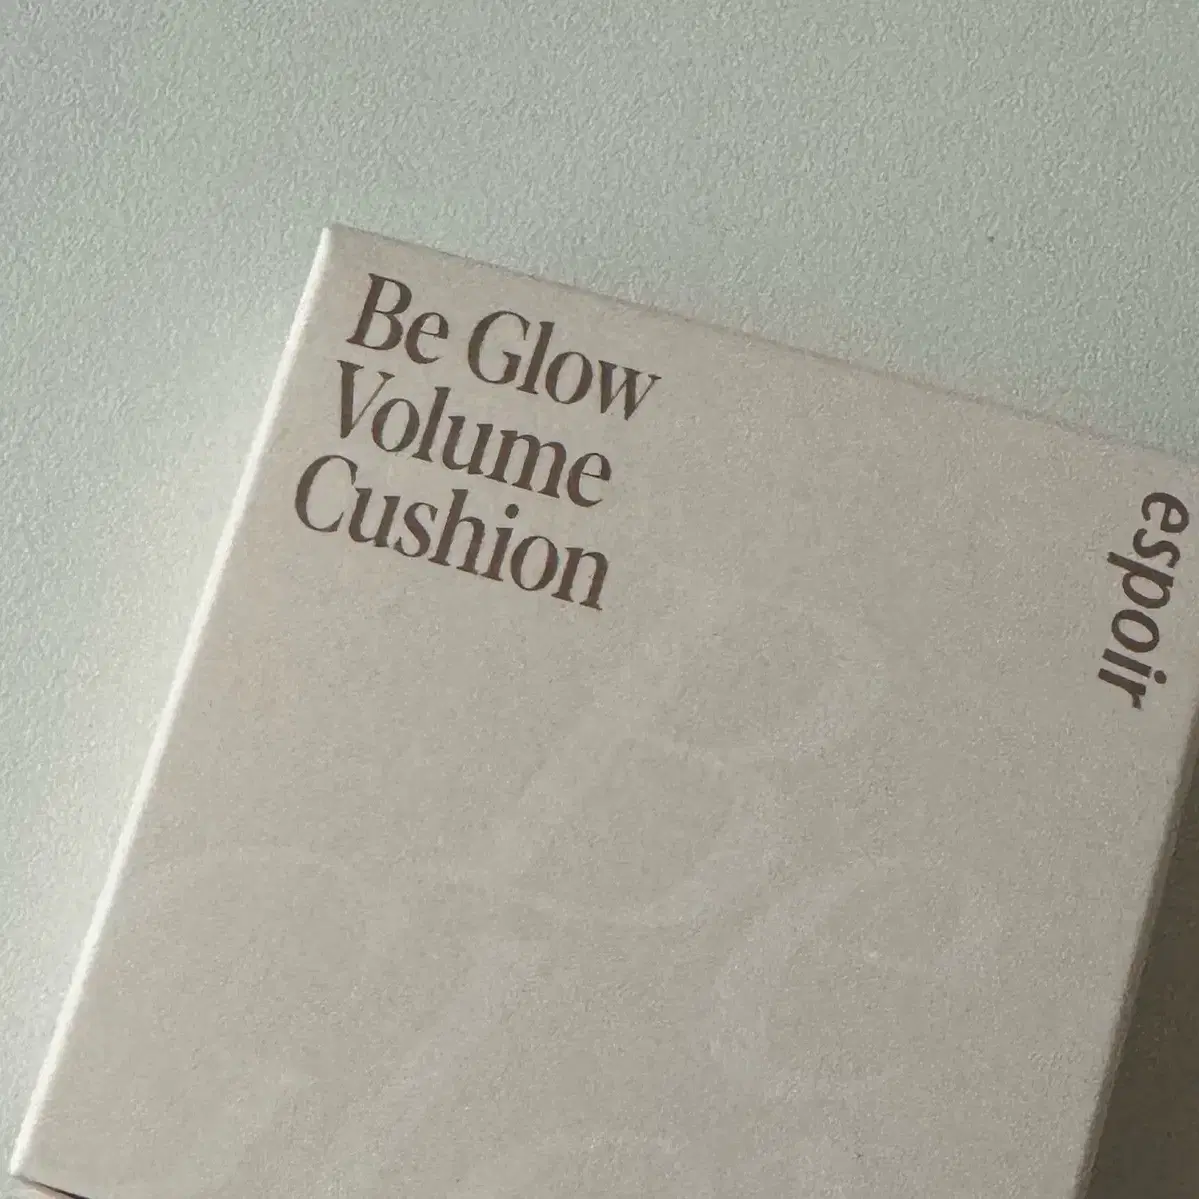 Be Glow
Volume
Cushion
espoir